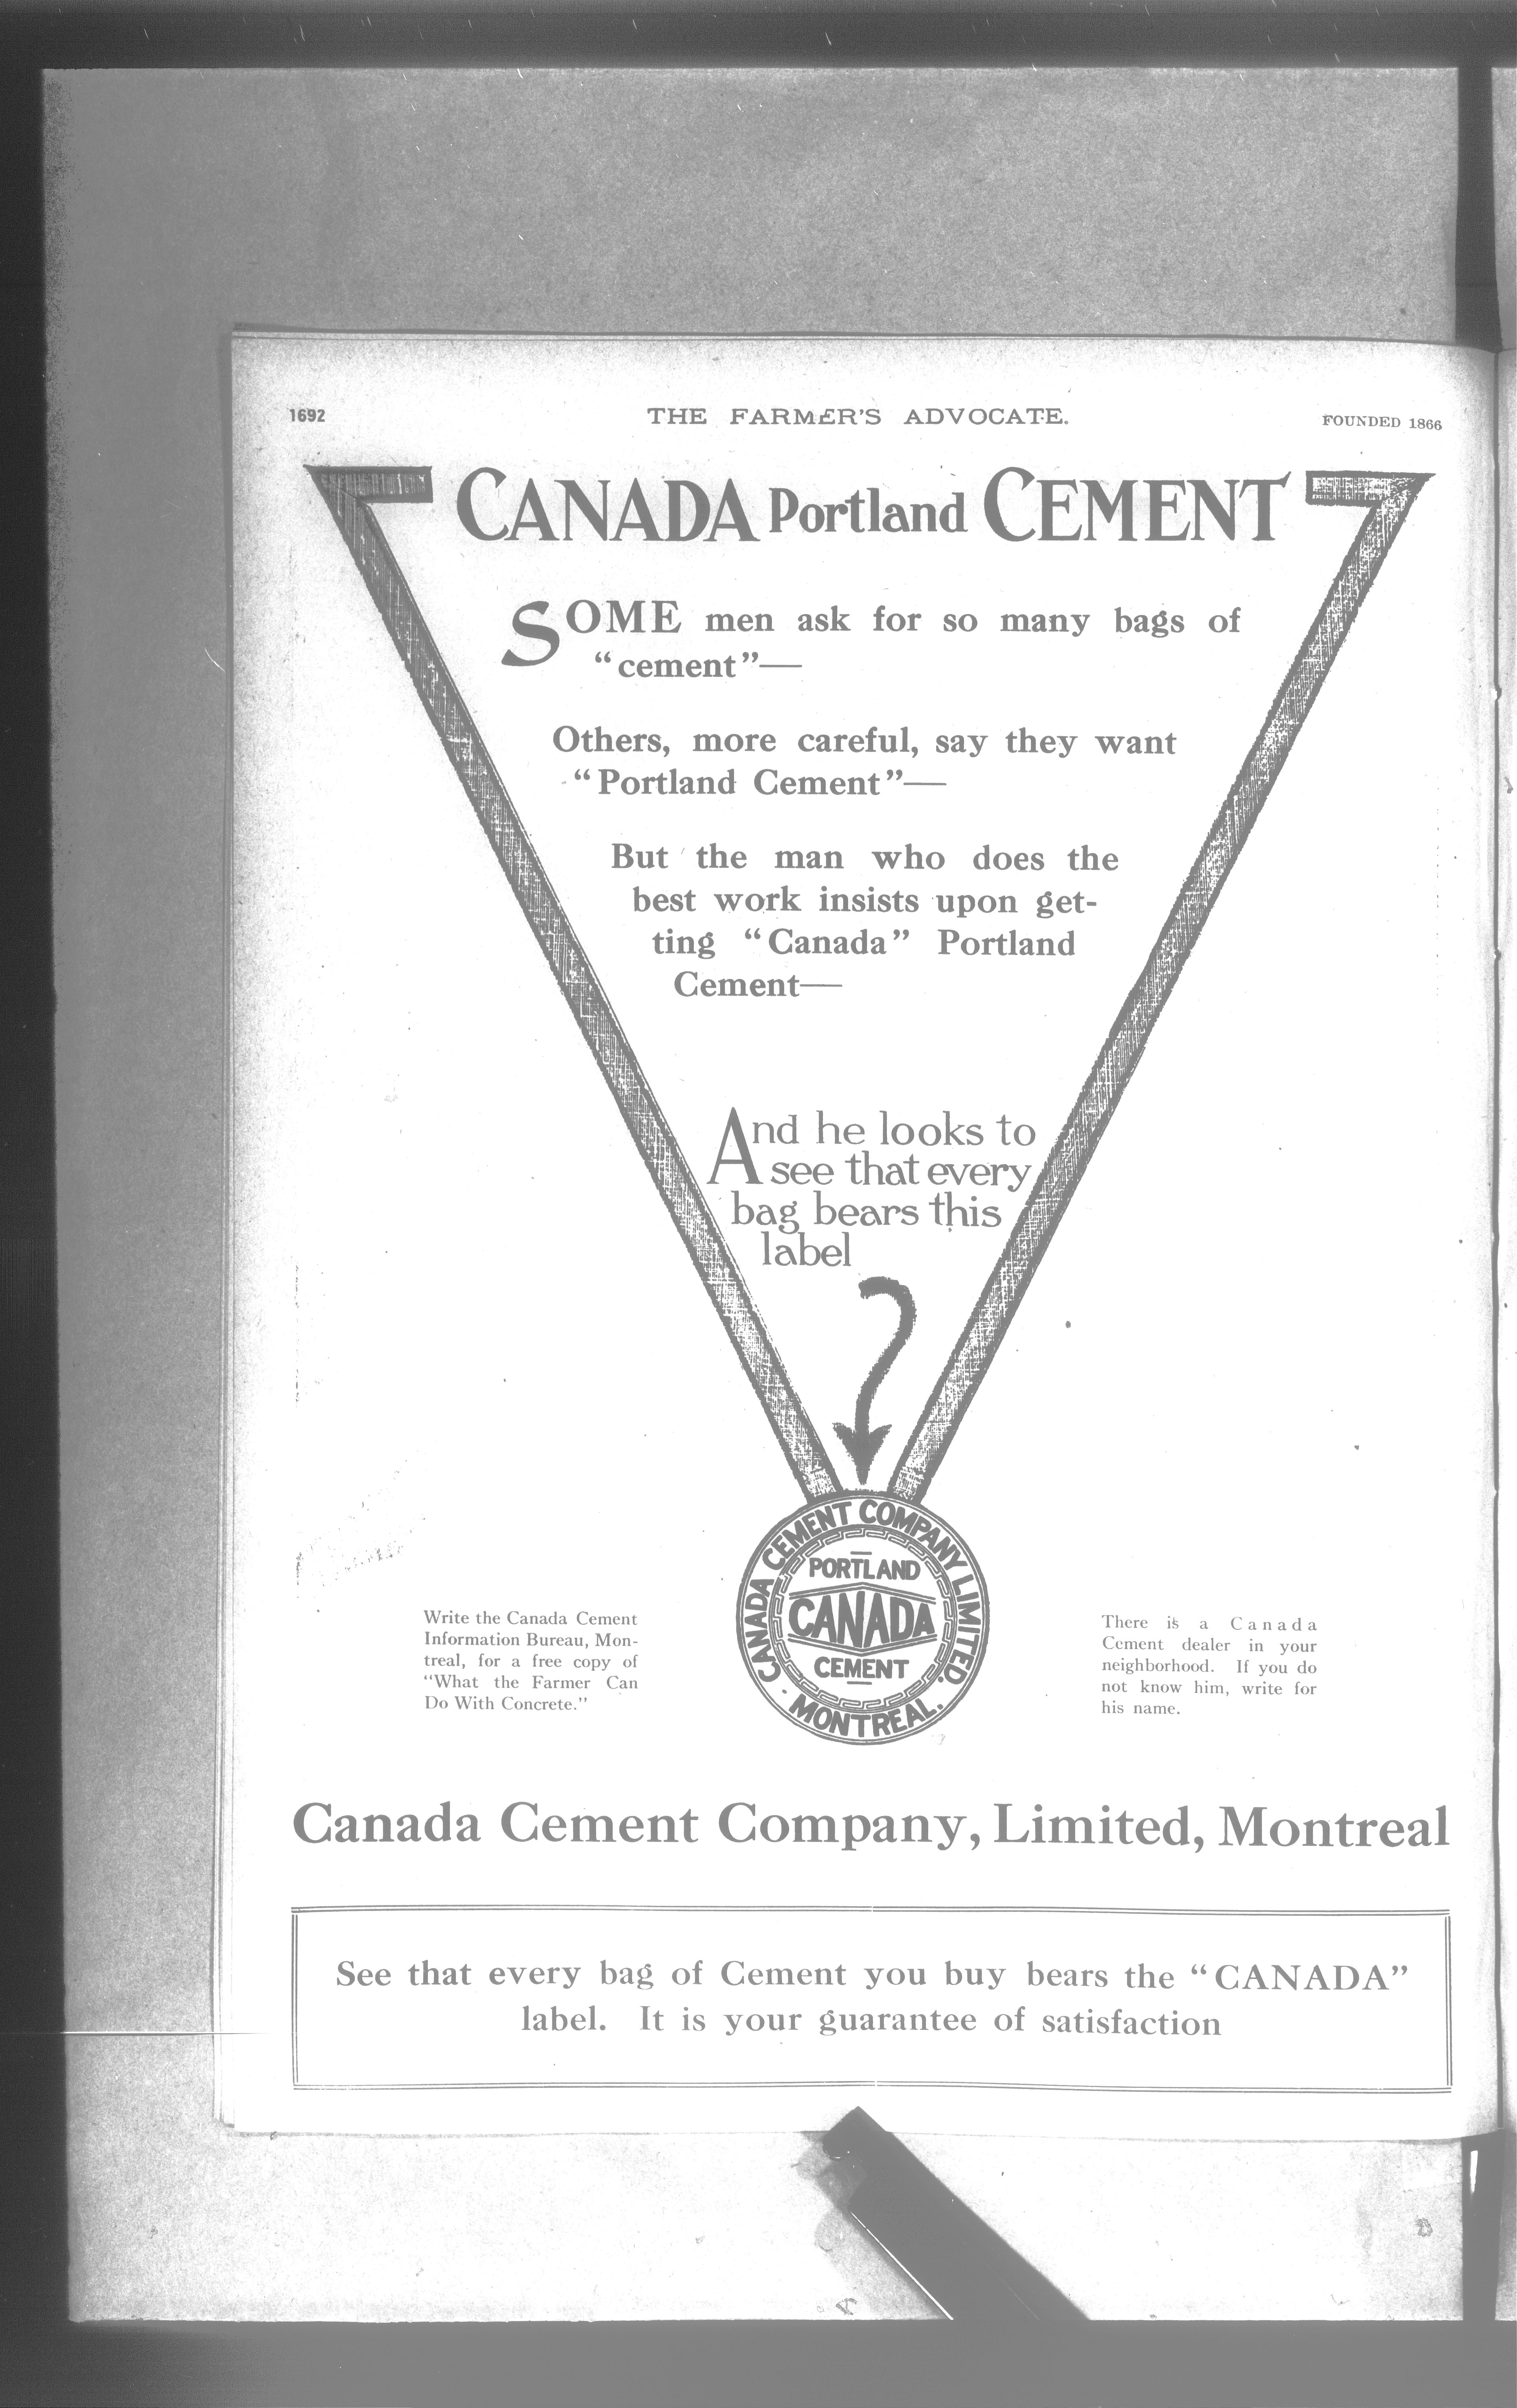 1692
THE FARMER'S ADVOCATE.
FOUNDED 1866
CANADA Portland CEMENT
SOME men ask for so many bags of
“cement”—
Others, more careful, say they want
“Portland Cement”—
But the man who does the
best work insists upon get-
ting “Canada” Portland
Cement—
And he looks to
see that every
bag bears this
label
CANADA CEMENT COMPANY LIMITED.
PORTLAND
CANADA
CEMENT
MONTREAL.
Write the Canada Cement
Information Bureau, Mon-
treal, for a free copy of
“What the Farmer Can
Do With Concrete.”
There is a Canada
Cement dealer in your
neighborhood. If you do
not know him, write for
his name.
Canada Cement Company, Limited, Montreal
See that every bag of Cement you buy bears the “CANADA”
label. It is your guarantee of satisfaction